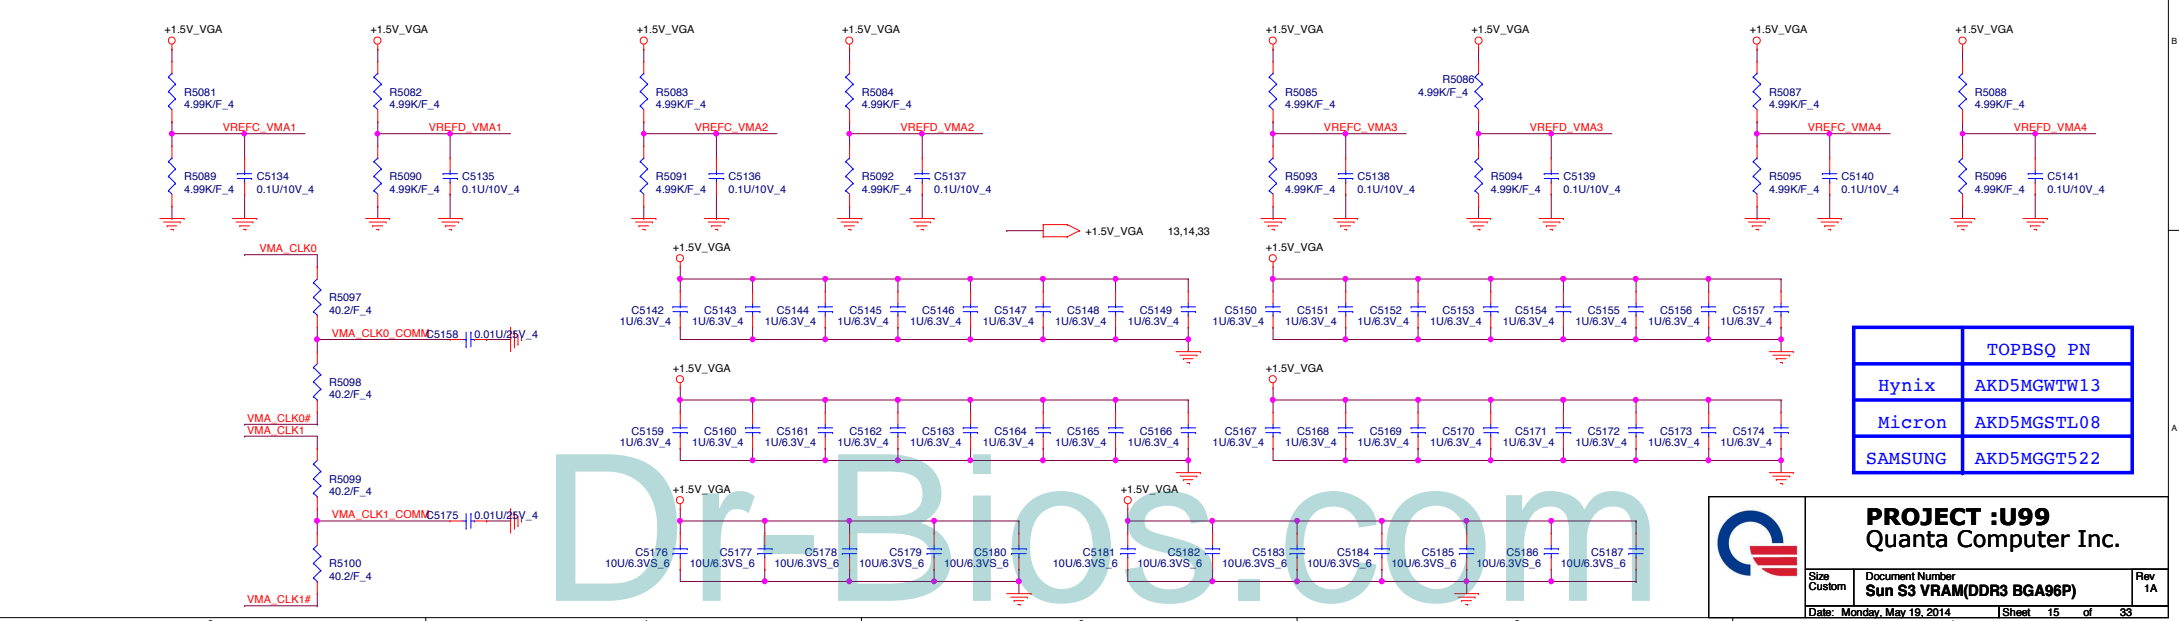 +1.5V_VGA +1.5V_VGA +1.5V_VGA +1.5V_VGA +1.5V_VGA +1.5V_VGA +1.5V_VGA +1.5V_VGA
B
R5081 R5082 R5083 R5084 R5085 R5086 R5087 R5088
4.99K/F_4 4.99K/F_4 4.99K/F_4 4.99K/F_4 4.99K/F_4 4.99K/F_4 4.99K/F_4 4.99K/F_4
VREFC_VMA1 VREFD_VMA1 VREFC_VMA2 VREFD_VMA2 VREFC_VMA3 VREFD_VMA3 VREFC_VMA4 VREFD_VMA4
R5089 C5134 R5090 C5135 R5091 C5136 R5092 C5137 R5093 C5138 R5094 C5139 R5095 C5140 R5096 C5141
4.99K/F_4 0.1U/10V_4 4.99K/F_4 0.1U/10V_4 4.99K/F_4 0.1U/10V_4 4.99K/F_4 0.1U/10V_4 4.99K/F_4 0.1U/10V_4 4.99K/F_4 0.1U/10V_4 4.99K/F_4 0.1U/10V_4 4.99K/F_4 0.1U/10V_4
+1.5V_VGA 13,14,33
VMA_CLK0
R5097
40.2/F_4
VMA_CLK0_COMM C5158 0.01U/25V_4
R5098
40.2/F_4
VMA_CLK0#
VMA_CLK1
R5099
40.2/F_4
VMA_CLK1_COMM C5175 0.01U/25V_4
R5100
40.2/F_4
VMA_CLK1#
+1.5V_VGA +1.5V_VGA
C5142 C5143 C5144 C5145 C5146 C5147 C5148 C5149 C5150 C5151 C5152 C5153 C5154 C5155 C5156 C5157
1U/6.3V_4 1U/6.3V_4 1U/6.3V_4 1U/6.3V_4 1U/6.3V_4 1U/6.3V_4 1U/6.3V_4 1U/6.3V_4 1U/6.3V_4 1U/6.3V_4 1U/6.3V_4 1U/6.3V_4 1U/6.3V_4 1U/6.3V_4 1U/6.3V_4 1U/6.3V_4
+1.5V_VGA +1.5V_VGA
C5159 C5160 C5161 C5162 C5163 C5164 C5165 C5166 C5167 C5168 C5169 C5170 C5171 C5172 C5173 C5174
1U/6.3V_4 1U/6.3V_4 1U/6.3V_4 1U/6.3V_4 1U/6.3V_4 1U/6.3V_4 1U/6.3V_4 1U/6.3V_4 1U/6.3V_4 1U/6.3V_4 1U/6.3V_4 1U/6.3V_4 1U/6.3V_4 1U/6.3V_4 1U/6.3V_4 1U/6.3V_4
+1.5V_VGA +1.5V_VGA
C5176 C5177 C5178 C5179 C5180 C5181 C5182 C5183 C5184 C5185 C5186 C5187
10U/6.3VS_6 10U/6.3VS_6 10U/6.3VS_6 10U/6.3VS_6 10U/6.3VS_6 10U/6.3VS_6 10U/6.3VS_6 10U/6.3VS_6 10U/6.3VS_6 10U/6.3VS_6 10U/6.3VS_6 10U/6.3VS_6
Dr-Bios.com
TOPBSQ PN
Hynix AKD5MGWTW13
Micron AKD5MGSTL08
SAMSUNG AKD5MGGT522
A
PROJECT :U99
Quanta Computer Inc.
Size Document Number Rev
Custom Sun S3 VRAM(DDR3 BGA96P) 1A
Date: Monday, May 19, 2014 Sheet 15 of 33